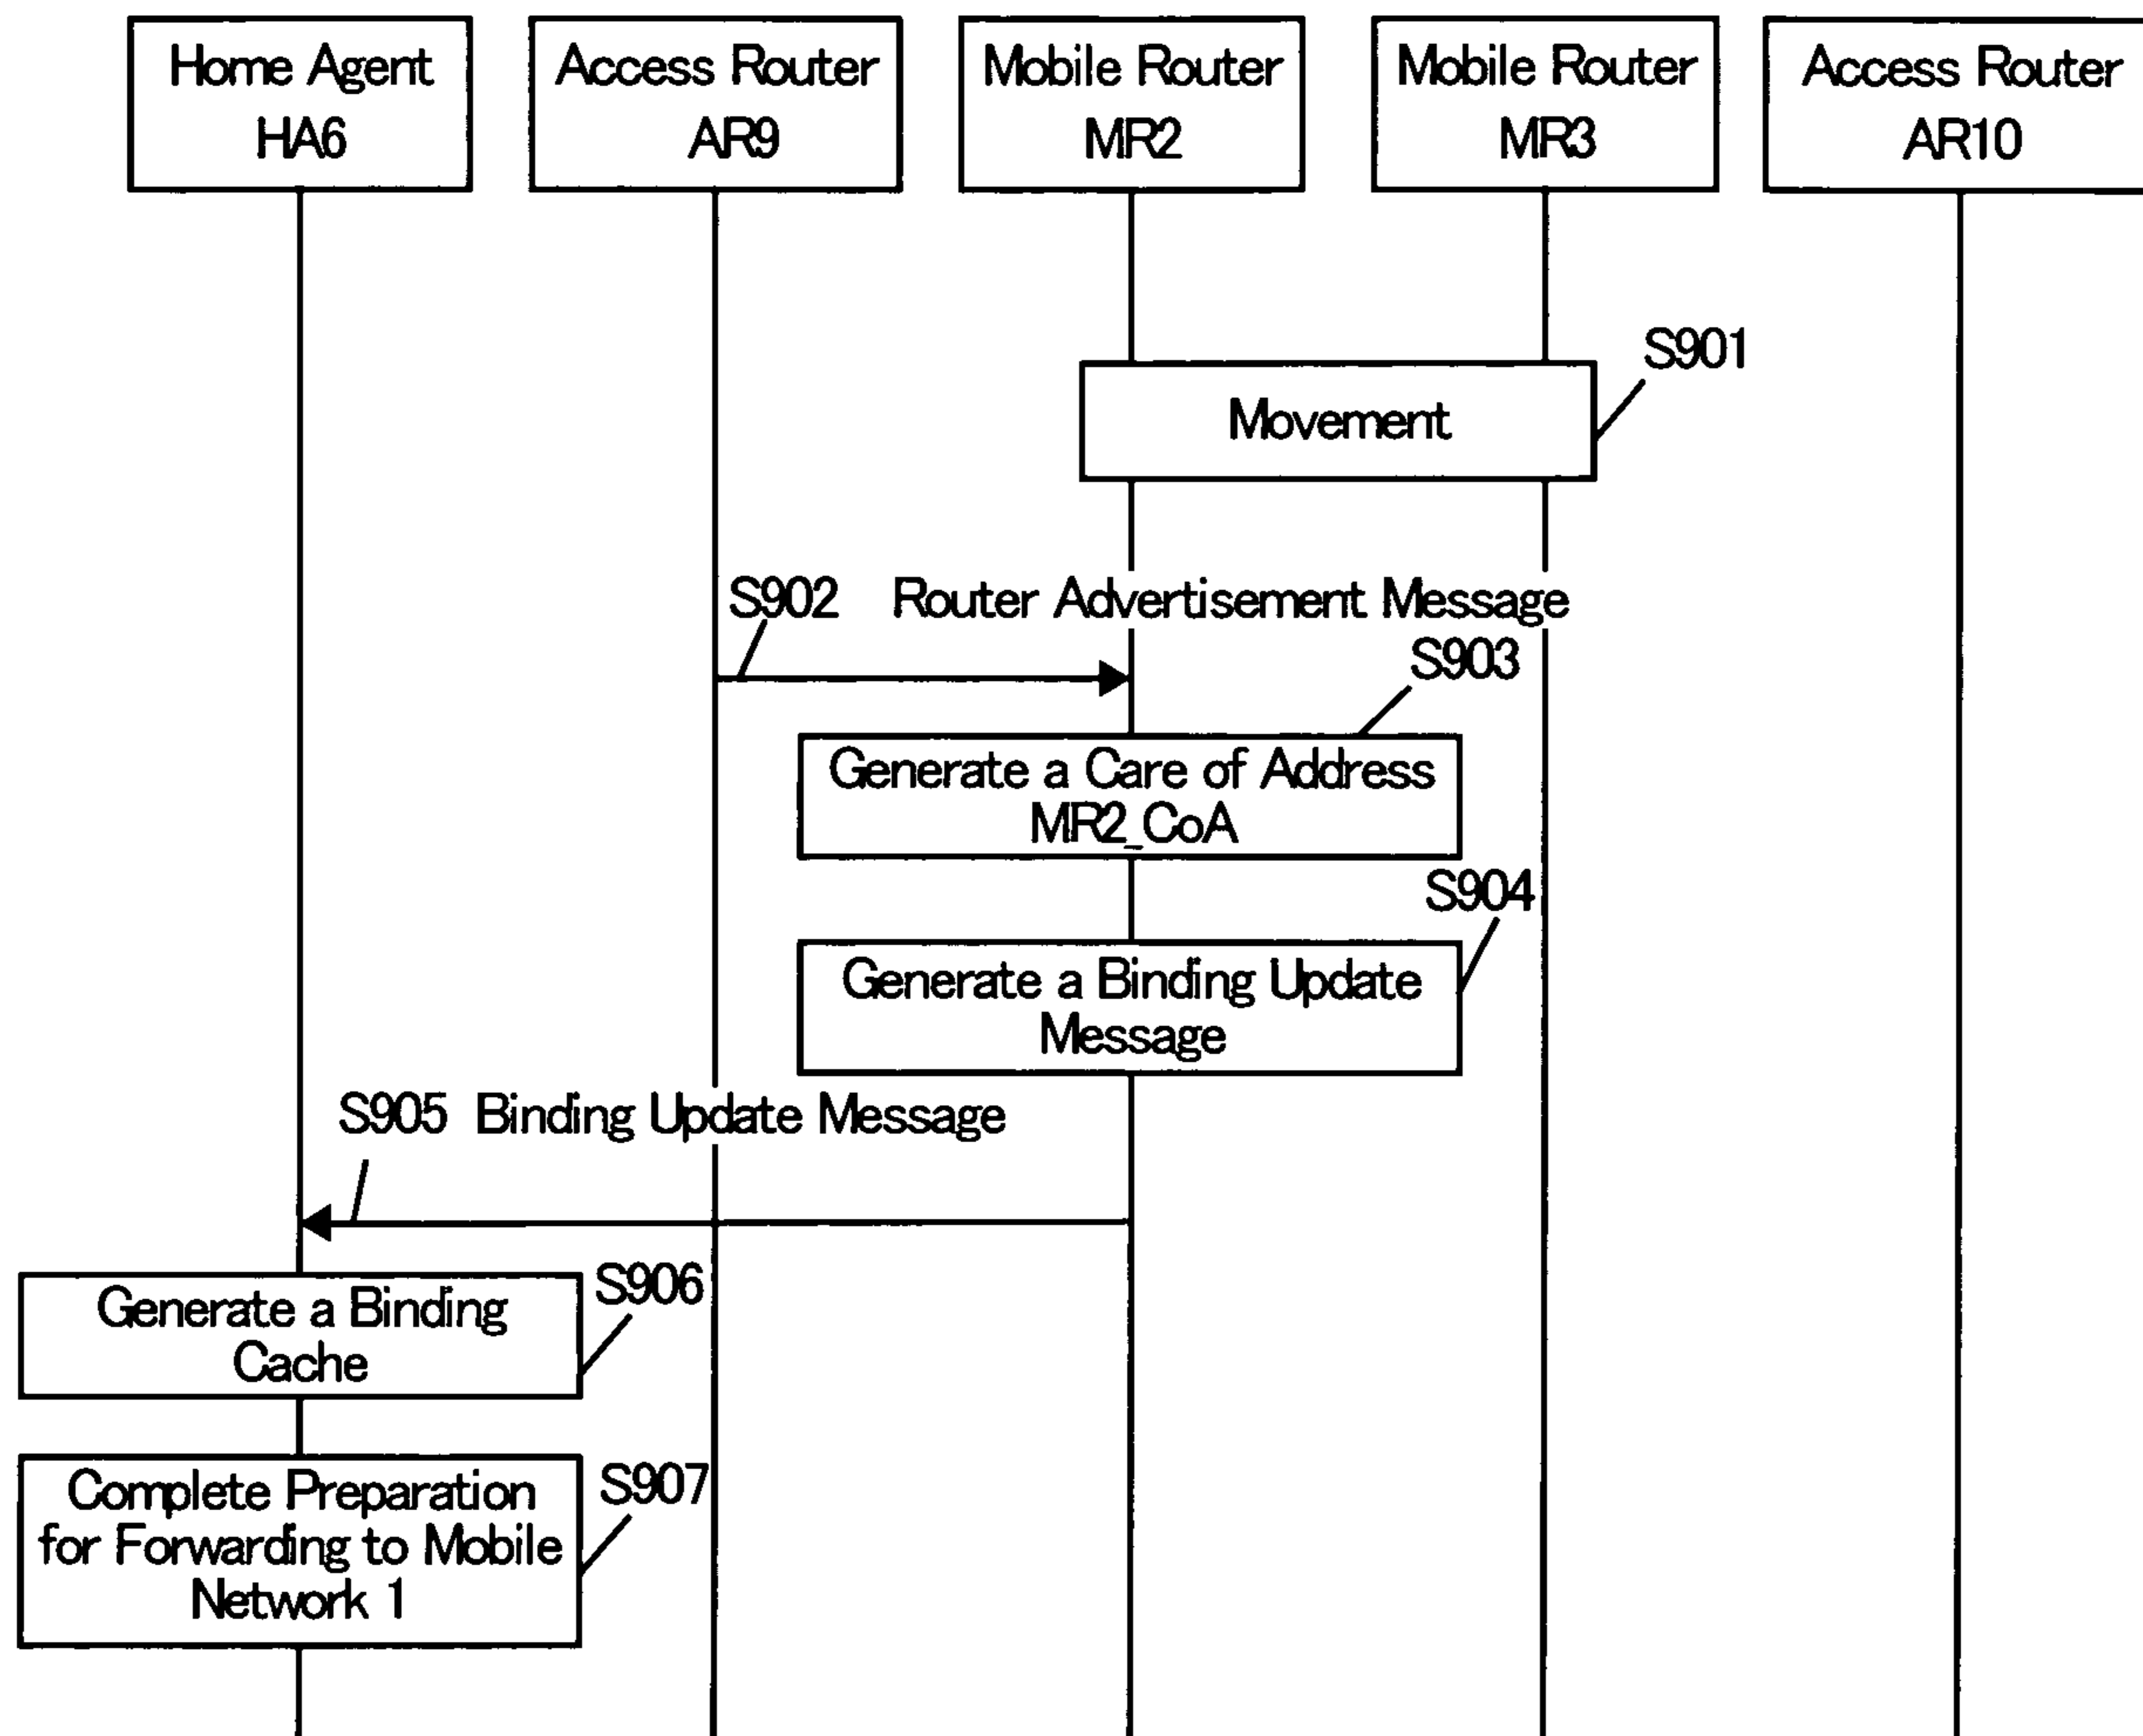 Home Agent
HA6
Access Router
AR9
Mobile Router
MR2
Mobile Router
MR3
Access Router
AR10
S901
Movement
S902 Router Advertisement Message
S903
Generate a Care of Address
MR2_CoA
S904
Generate a Binding Update
Message
S905 Binding Update Message
S906
Generate a Binding
Cache
S907
Complete Preparation
for Forwarding to Mobile
Network 1